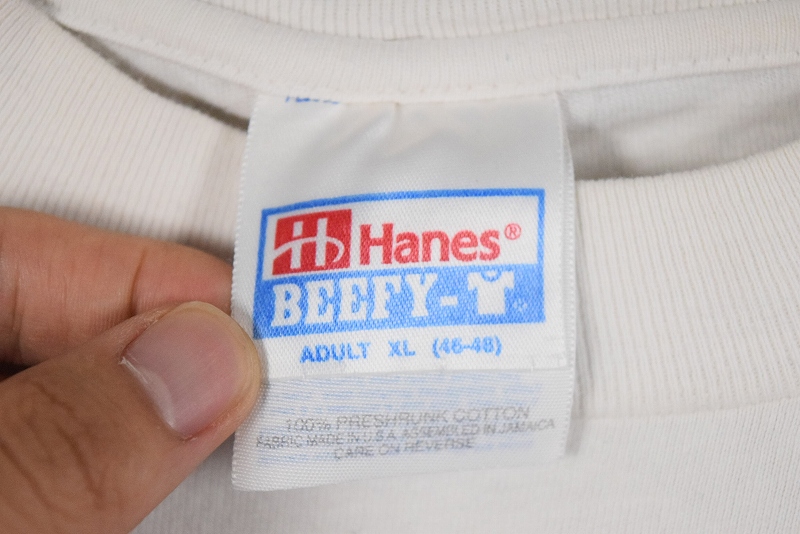 H Hanes®
BEEFY-T
ADULT XL (46-48)
100% PRESHRUNK COTTON
FABRIC MADE IN U.S.A. ASSEMBLED IN JAMAICA
CARE ON REVERSE